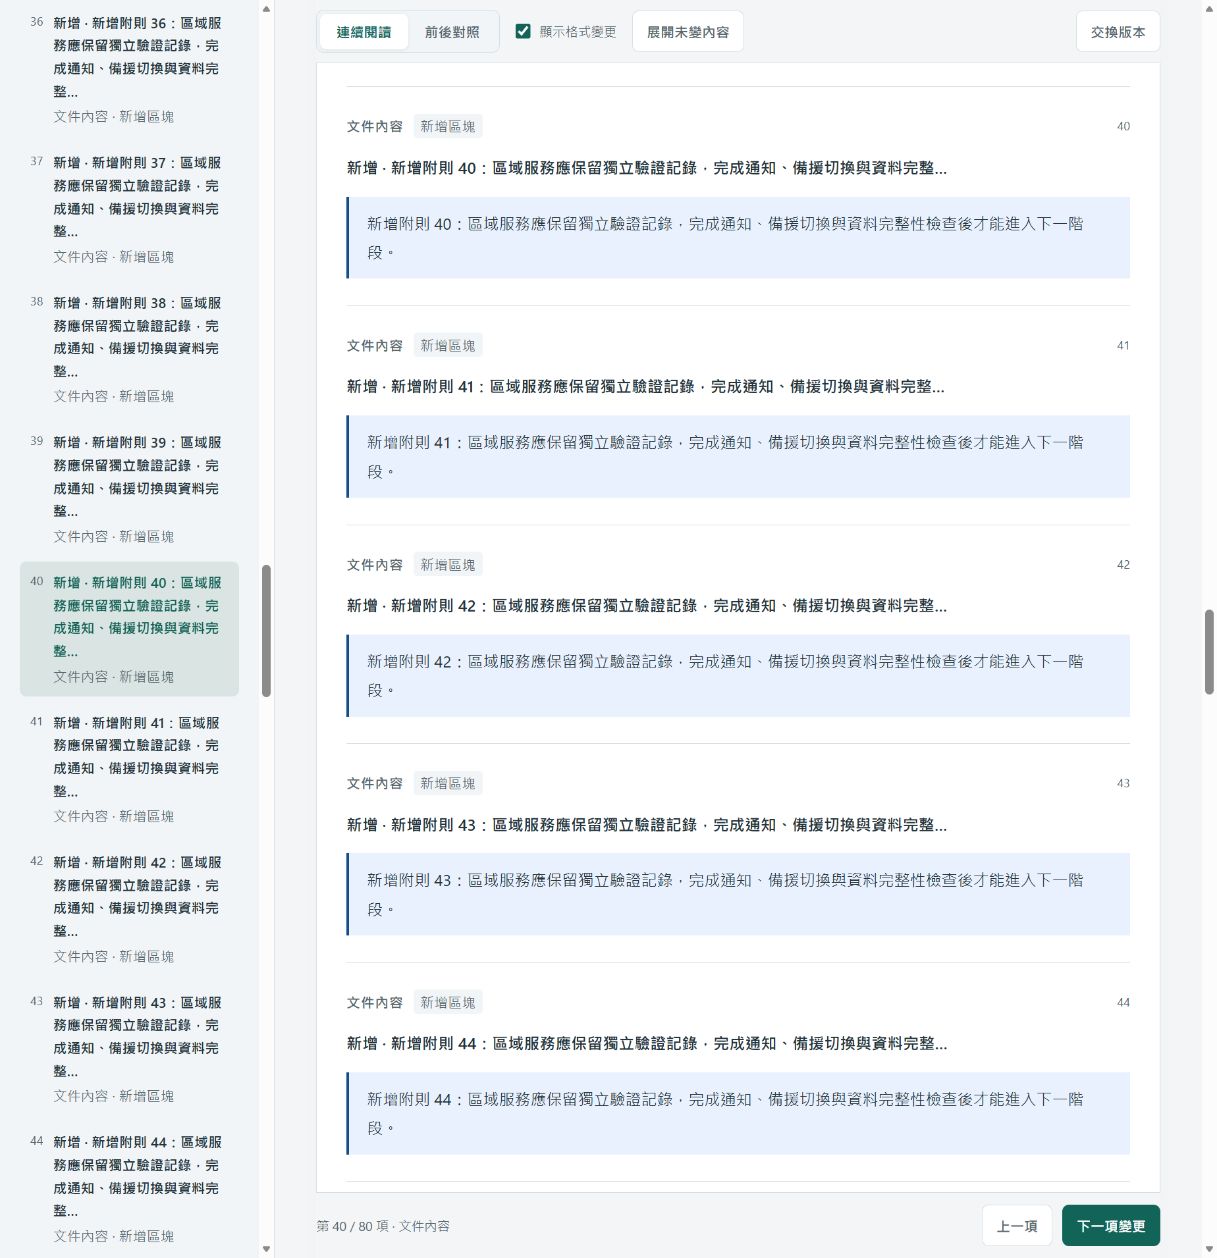 36
新增 · 新增附則 36：區域服
務應保留獨立驗證記錄，完
成通知、備援切換與資料完
整...
文件內容 · 新增區塊
37
新增 · 新增附則 37：區域服
務應保留獨立驗證記錄，完
成通知、備援切換與資料完
整...
文件內容 · 新增區塊
38
新增 · 新增附則 38：區域服
務應保留獨立驗證記錄，完
成通知、備援切換與資料完
整...
文件內容 · 新增區塊
39
新增 · 新增附則 39：區域服
務應保留獨立驗證記錄，完
成通知、備援切換與資料完
整...
文件內容 · 新增區塊
40
新增 · 新增附則 40：區域服
務應保留獨立驗證記錄，完
成通知、備援切換與資料完
整...
文件內容 · 新增區塊
41
新增 · 新增附則 41：區域服
務應保留獨立驗證記錄，完
成通知、備援切換與資料完
整...
文件內容 · 新增區塊
42
新增 · 新增附則 42：區域服
務應保留獨立驗證記錄，完
成通知、備援切換與資料完
整...
文件內容 · 新增區塊
43
新增 · 新增附則 43：區域服
務應保留獨立驗證記錄，完
成通知、備援切換與資料完
整...
文件內容 · 新增區塊
44
新增 · 新增附則 44：區域服
務應保留獨立驗證記錄，完
成通知、備援切換與資料完
整...
文件內容 · 新增區塊
連續閱讀 前後對照 顯示格式變更 展開未變內容 交換版本
文件內容 新增區塊 40
新增 · 新增附則 40：區域服務應保留獨立驗證記錄，完成通知、備援切換與資料完整...
新增附則 40：區域服務應保留獨立驗證記錄，完成通知、備援切換與資料完整性檢查後才能進入下一階
段。
文件內容 新增區塊 41
新增 · 新增附則 41：區域服務應保留獨立驗證記錄，完成通知、備援切換與資料完整...
新增附則 41：區域服務應保留獨立驗證記錄，完成通知、備援切換與資料完整性檢查後才能進入下一階
段。
文件內容 新增區塊 42
新增 · 新增附則 42：區域服務應保留獨立驗證記錄，完成通知、備援切換與資料完整...
新增附則 42：區域服務應保留獨立驗證記錄，完成通知、備援切換與資料完整性檢查後才能進入下一階
段。
文件內容 新增區塊 43
新增 · 新增附則 43：區域服務應保留獨立驗證記錄，完成通知、備援切換與資料完整...
新增附則 43：區域服務應保留獨立驗證記錄，完成通知、備援切換與資料完整性檢查後才能進入下一階
段。
文件內容 新增區塊 44
新增 · 新增附則 44：區域服務應保留獨立驗證記錄，完成通知、備援切換與資料完整...
新增附則 44：區域服務應保留獨立驗證記錄，完成通知、備援切換與資料完整性檢查後才能進入下一階
段。
第 40 / 80 項 · 文件內容 上一項 下一項變更